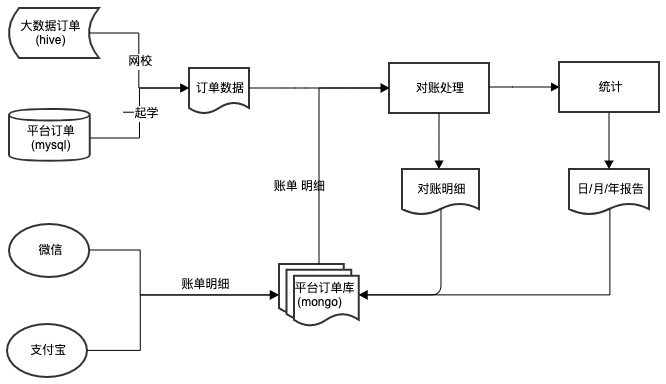 大数据订单
(hive)
网校
订单数据
对账处理
统计
一起学
平台订单
(mysql)
账单 明细
对账明细
日/月/年报告
微信
账单明细
平台订单库
(mongo)
支付宝